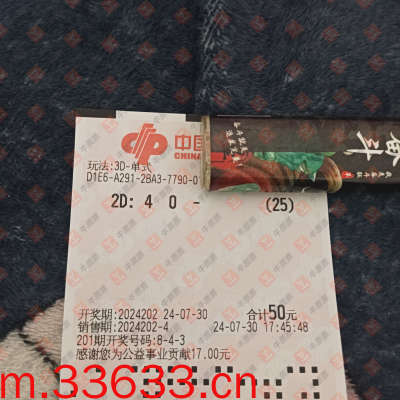 中国
CHINA
玩法:3D-单式
D1E6-A291-28A3-7790-0
2D: 4 0 - (25)
开奖期:2024202 24-07-30 合计50元
销售期:2024202-4 24-07-30 17:45:48
201期开奖号码:8-4-3
感谢您为公益事业贡献17.00元
m.33633.cn